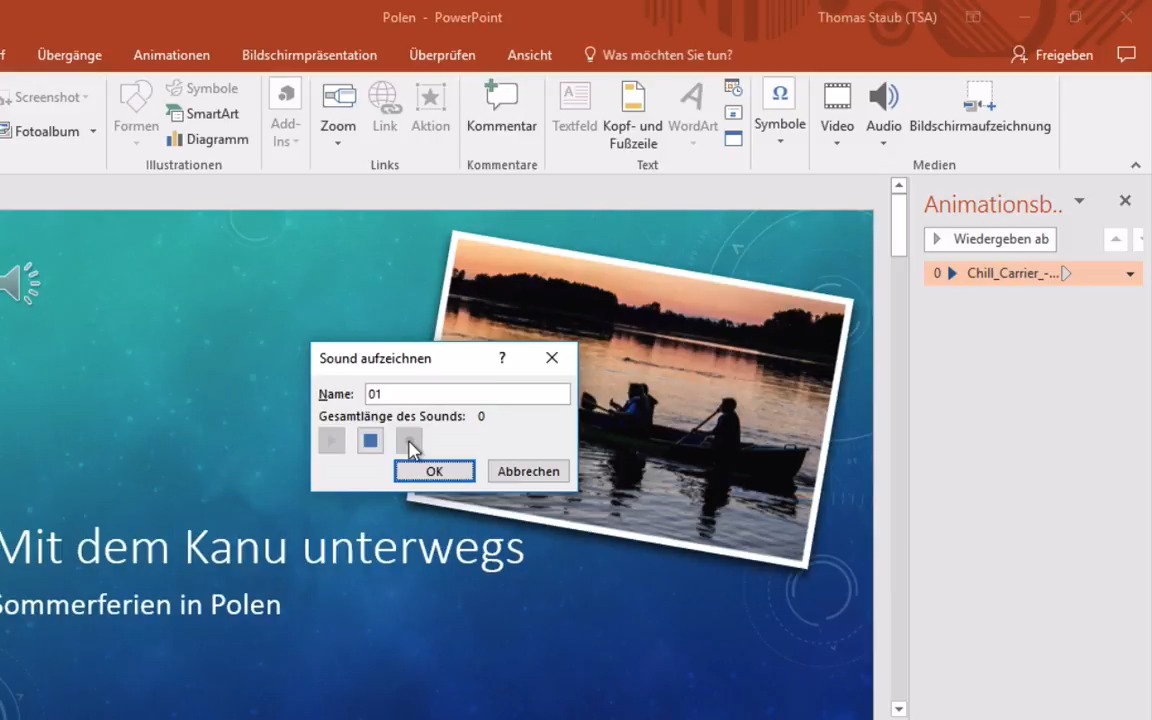 Polen - PowerPoint
Thomas Staub (TSA)
Übergänge
Animationen
Bildschirmpräsentation
Überprüfen
Ansicht
Was möchten Sie tun?
Freigeben
Screenshot
Fotoalbum
Formen
Symbole
SmartArt
Diagramm
Illustrationen
Add-
Ins
Zoom
Link
Aktion
Links
Kommentar
Kommentare
Textfeld
Kopf- und
Fußzeile
WordArt
Text
Symbole
Video
Audio
Bildschirmaufzeichnung
Medien
Animationsb..
Wiedergeben ab
0 Chill_Carrier_-...
Sound aufzeichnen
Name: 01
Gesamtlänge des Sounds: 0
OK
Abbrechen
Mit dem Kanu unterwegs
Sommerferien in Polen